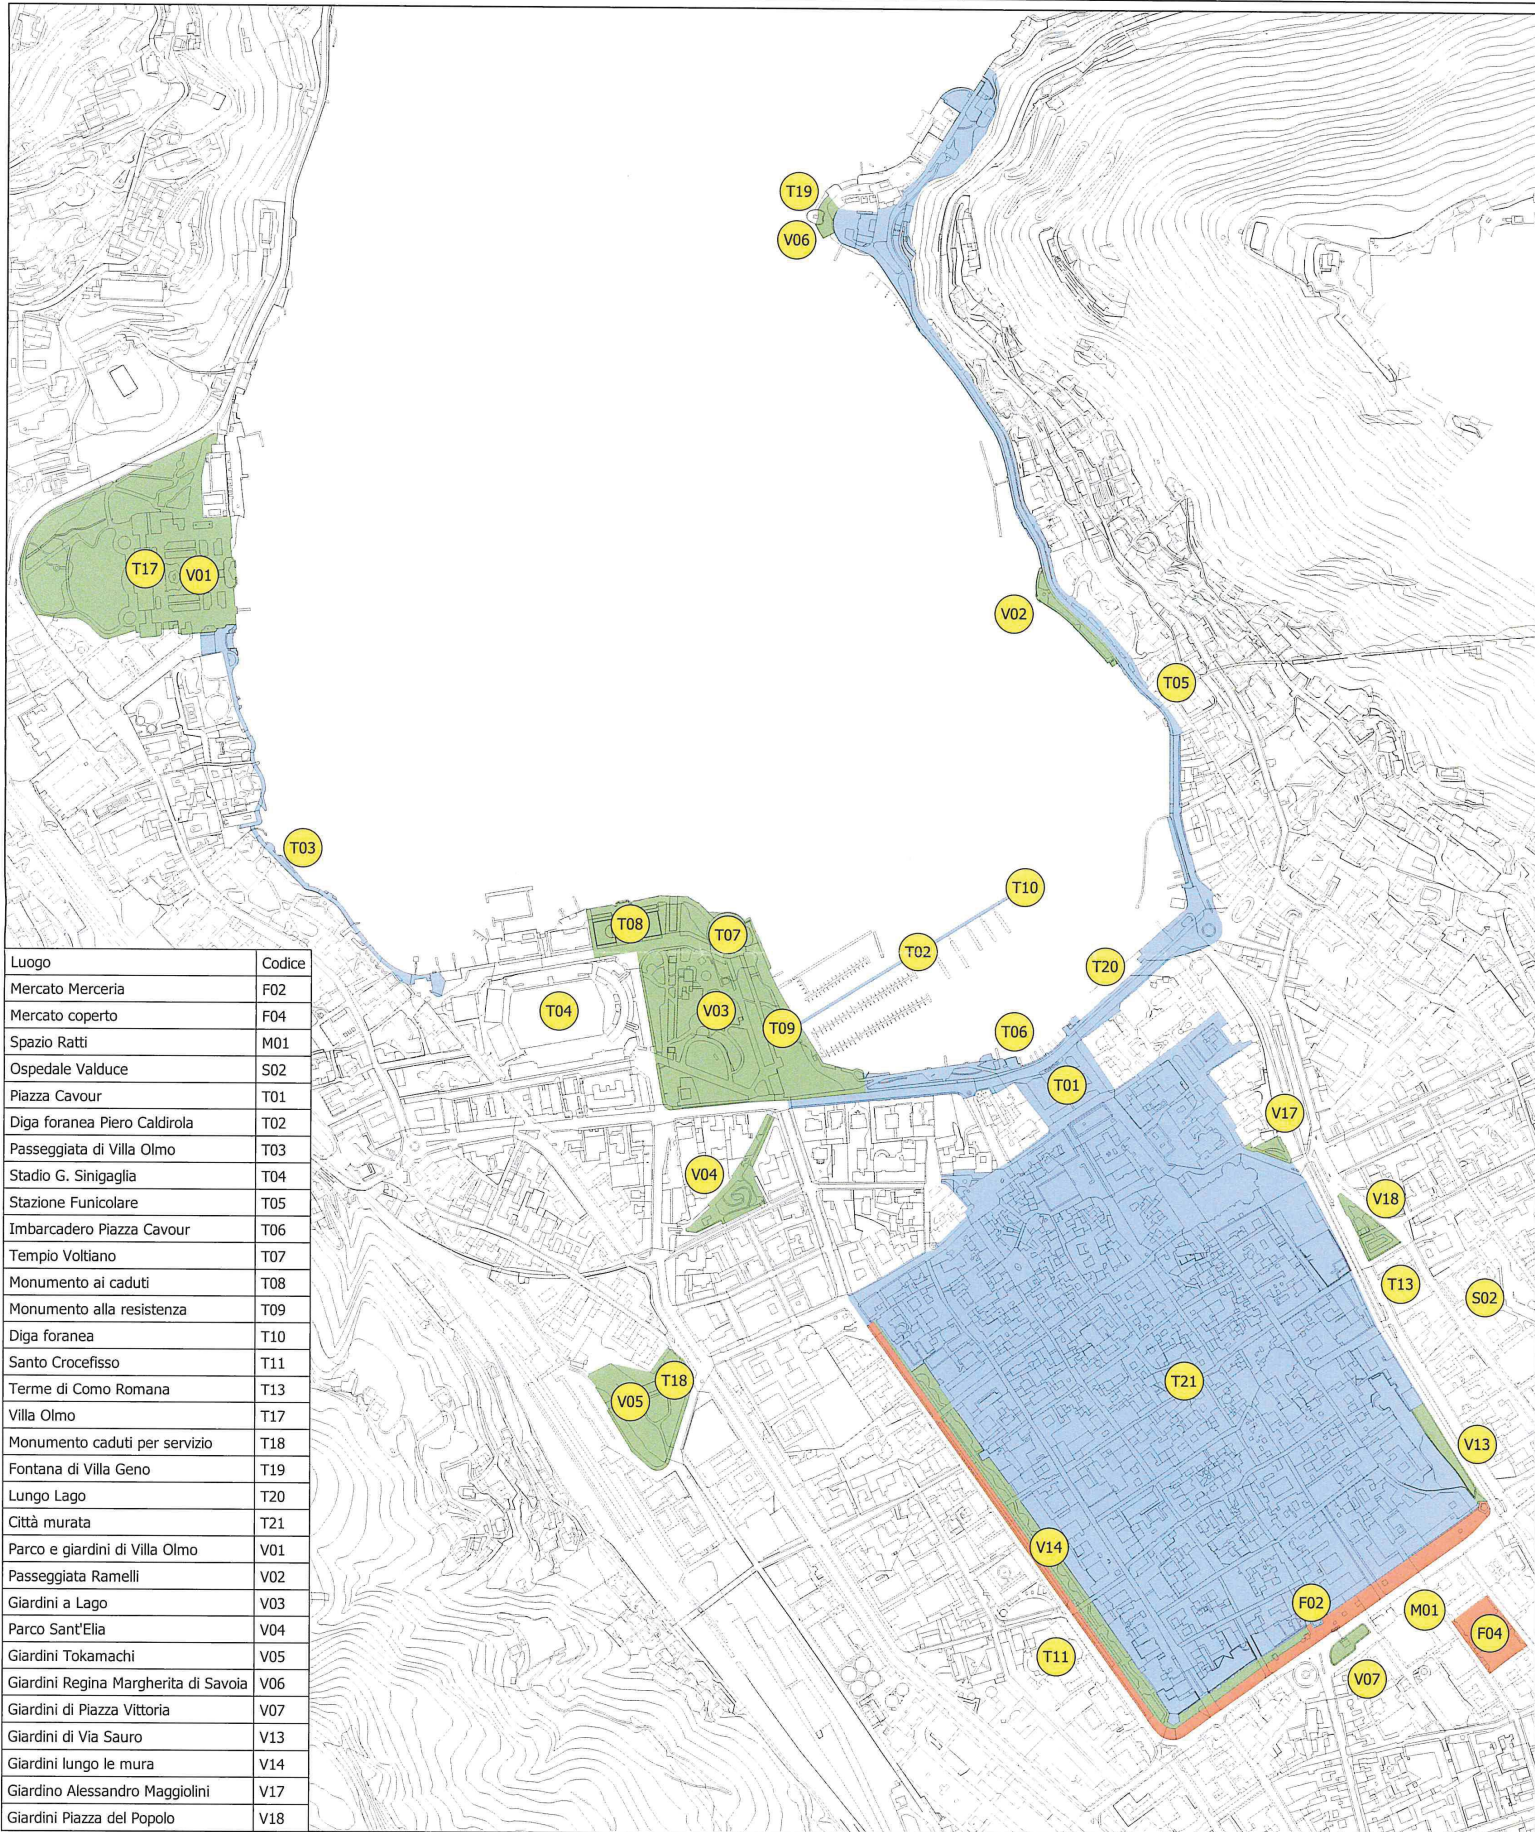 T19
V06
T17
V01
V02
T05
T03
T10
T08
T07
T02
T20
T04
V03
T09
T06
T01
V17
V04
V18
T13
S02
T18
V05
T21
V13
V14
F02
M01
F04
T11
V07
Luogo Codice
Mercato Merceria F02
Mercato coperto F04
Spazio Ratti M01
Ospedale Valduce S02
Piazza Cavour T01
Diga foranea Piero Caldirola T02
Passeggiata di Villa Olmo T03
Stadio G. Sinigaglia T04
Stazione Funicolare T05
Imbarcadero Piazza Cavour T06
Tempio Voltiano T07
Monumento ai caduti T08
Monumento alla resistenza T09
Diga foranea T10
Santo Crocefisso T11
Terme di Como Romana T13
Villa Olmo T17
Monumento caduti per servizio T18
Fontana di Villa Geno T19
Lungo Lago T20
Città murata T21
Parco e giardini di Villa Olmo V01
Passeggiata Ramelli V02
Giardini a Lago V03
Parco Sant'Elia V04
Giardini Tokamachi V05
Giardini Regina Margherita di Savoia V06
Giardini di Piazza Vittoria V07
Giardini di Via Sauro V13
Giardini lungo le mura V14
Giardino Alessandro Maggiolini V17
Giardini Piazza del Popolo V18